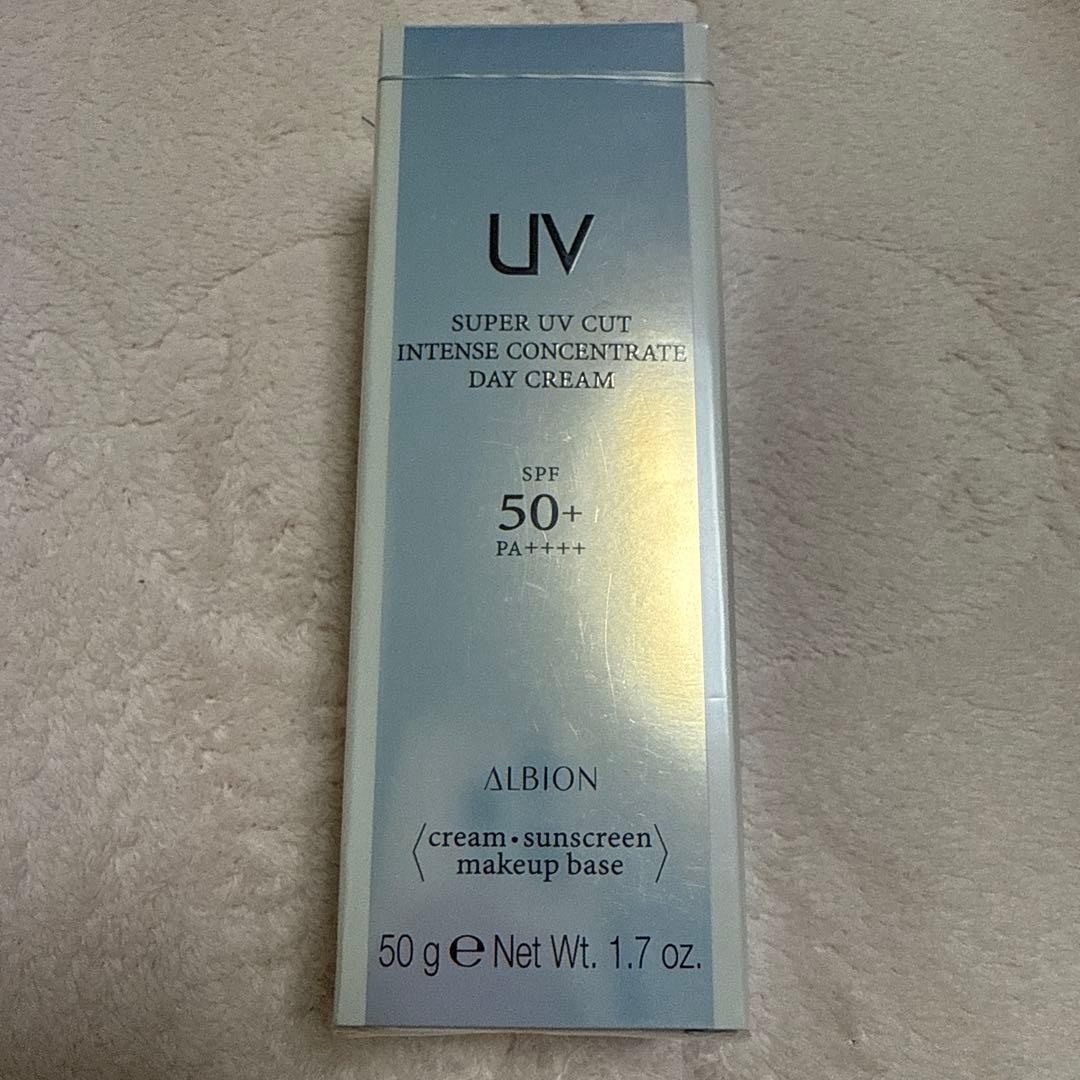 UV
SUPER UV CUT
INTENSE CONCENTRATE
DAY CREAM
SPF
50+
PA++++
ALBION
〈cream・sunscreen
makeup base〉
50 g ℮ Net Wt. 1.7 oz.